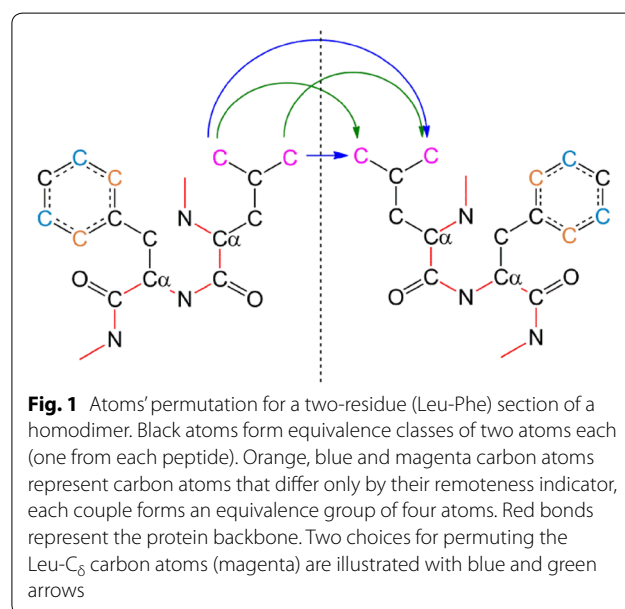 C C C C
C C C C C C
C C N C C N C C
C C C C C C C C
C Cα Cα C
O Cα O O Cα O
C N C C N C
N N
Fig. 1 Atoms' permutation for a two-residue (Leu-Phe) section of a
homodimer. Black atoms form equivalence classes of two atoms each
(one from each peptide). Orange, blue and magenta carbon atoms
represent carbon atoms that differ only by their remoteness indicator,
each couple forms an equivalence group of four atoms. Red bonds
represent the protein backbone. Two choices for permuting the
Leu-Cδ carbon atoms (magenta) are illustrated with blue and green
arrows